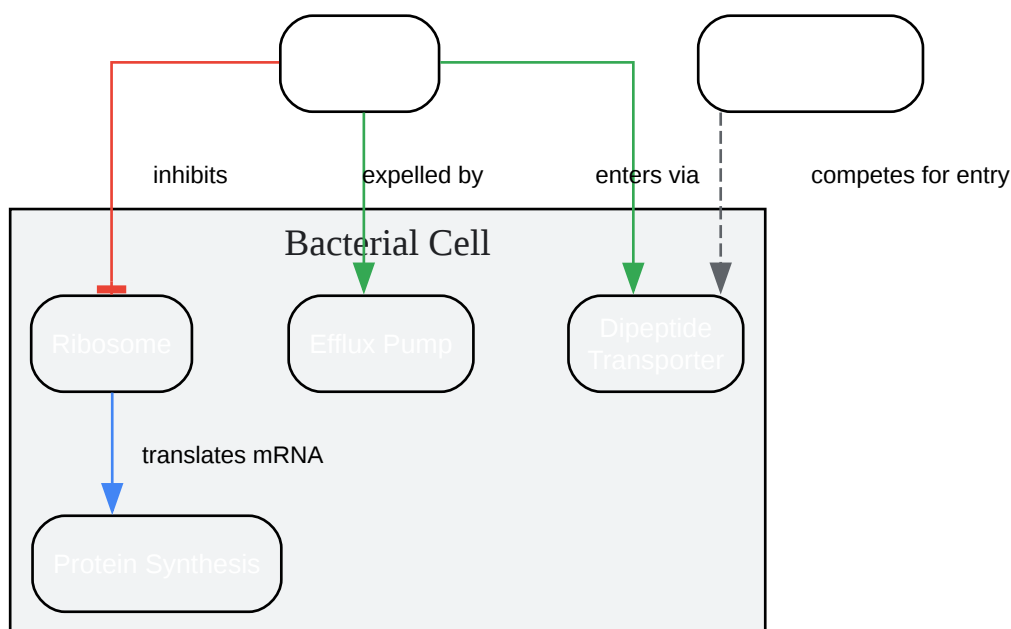 inhibits
expelled by
enters via
competes for entry
Bacterial Cell
Ribosome
Efflux Pump
Dipeptide
Transporter
translates mRNA
Protein Synthesis